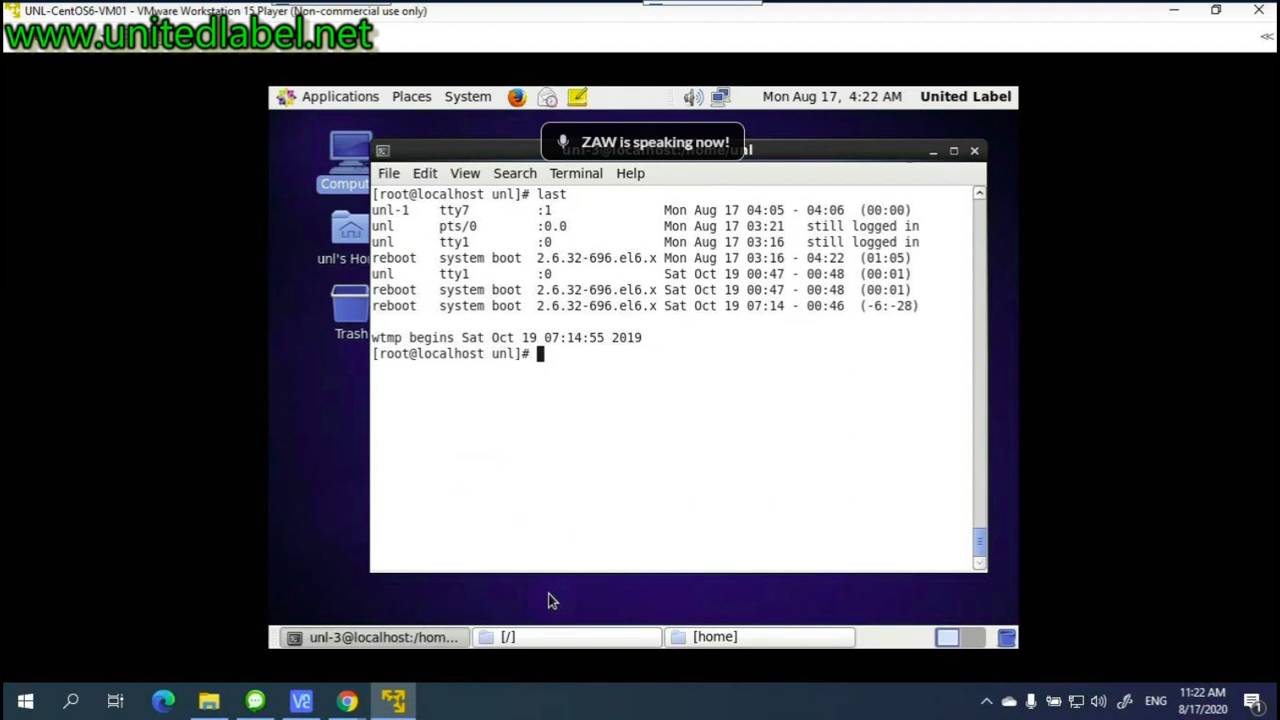 UNL-CentOS6-VM01 - VMware Workstation 15 Player (Non-commercial use only)
www.unitedlabel.net
Applications Places System Mon Aug 17, 4:22 AM United Label
ZAW is speaking now!
File Edit View Search Terminal Help
[root@localhost unl]# last
unl-1 tty7 :1 Mon Aug 17 04:05 - 04:06 (00:00)
unl pts/0 :0.0 Mon Aug 17 03:21 still logged in
unl tty1 :0 Mon Aug 17 03:16 still logged in
reboot system boot 2.6.32-696.el6.x Mon Aug 17 03:16 - 04:22 (01:05)
unl tty1 :0 Sat Oct 19 00:47 - 00:48 (00:01)
reboot system boot 2.6.32-696.el6.x Sat Oct 19 00:47 - 00:48 (00:01)
reboot system boot 2.6.32-696.el6.x Sat Oct 19 07:14 - 00:46 (-6:-28)
wtmp begins Sat Oct 19 07:14:55 2019
[root@localhost unl]#
Comput
unl's Ho
Trash
unl-3@localhost:/hom... [/] [home]
ENG
11:22 AM
8/17/2020